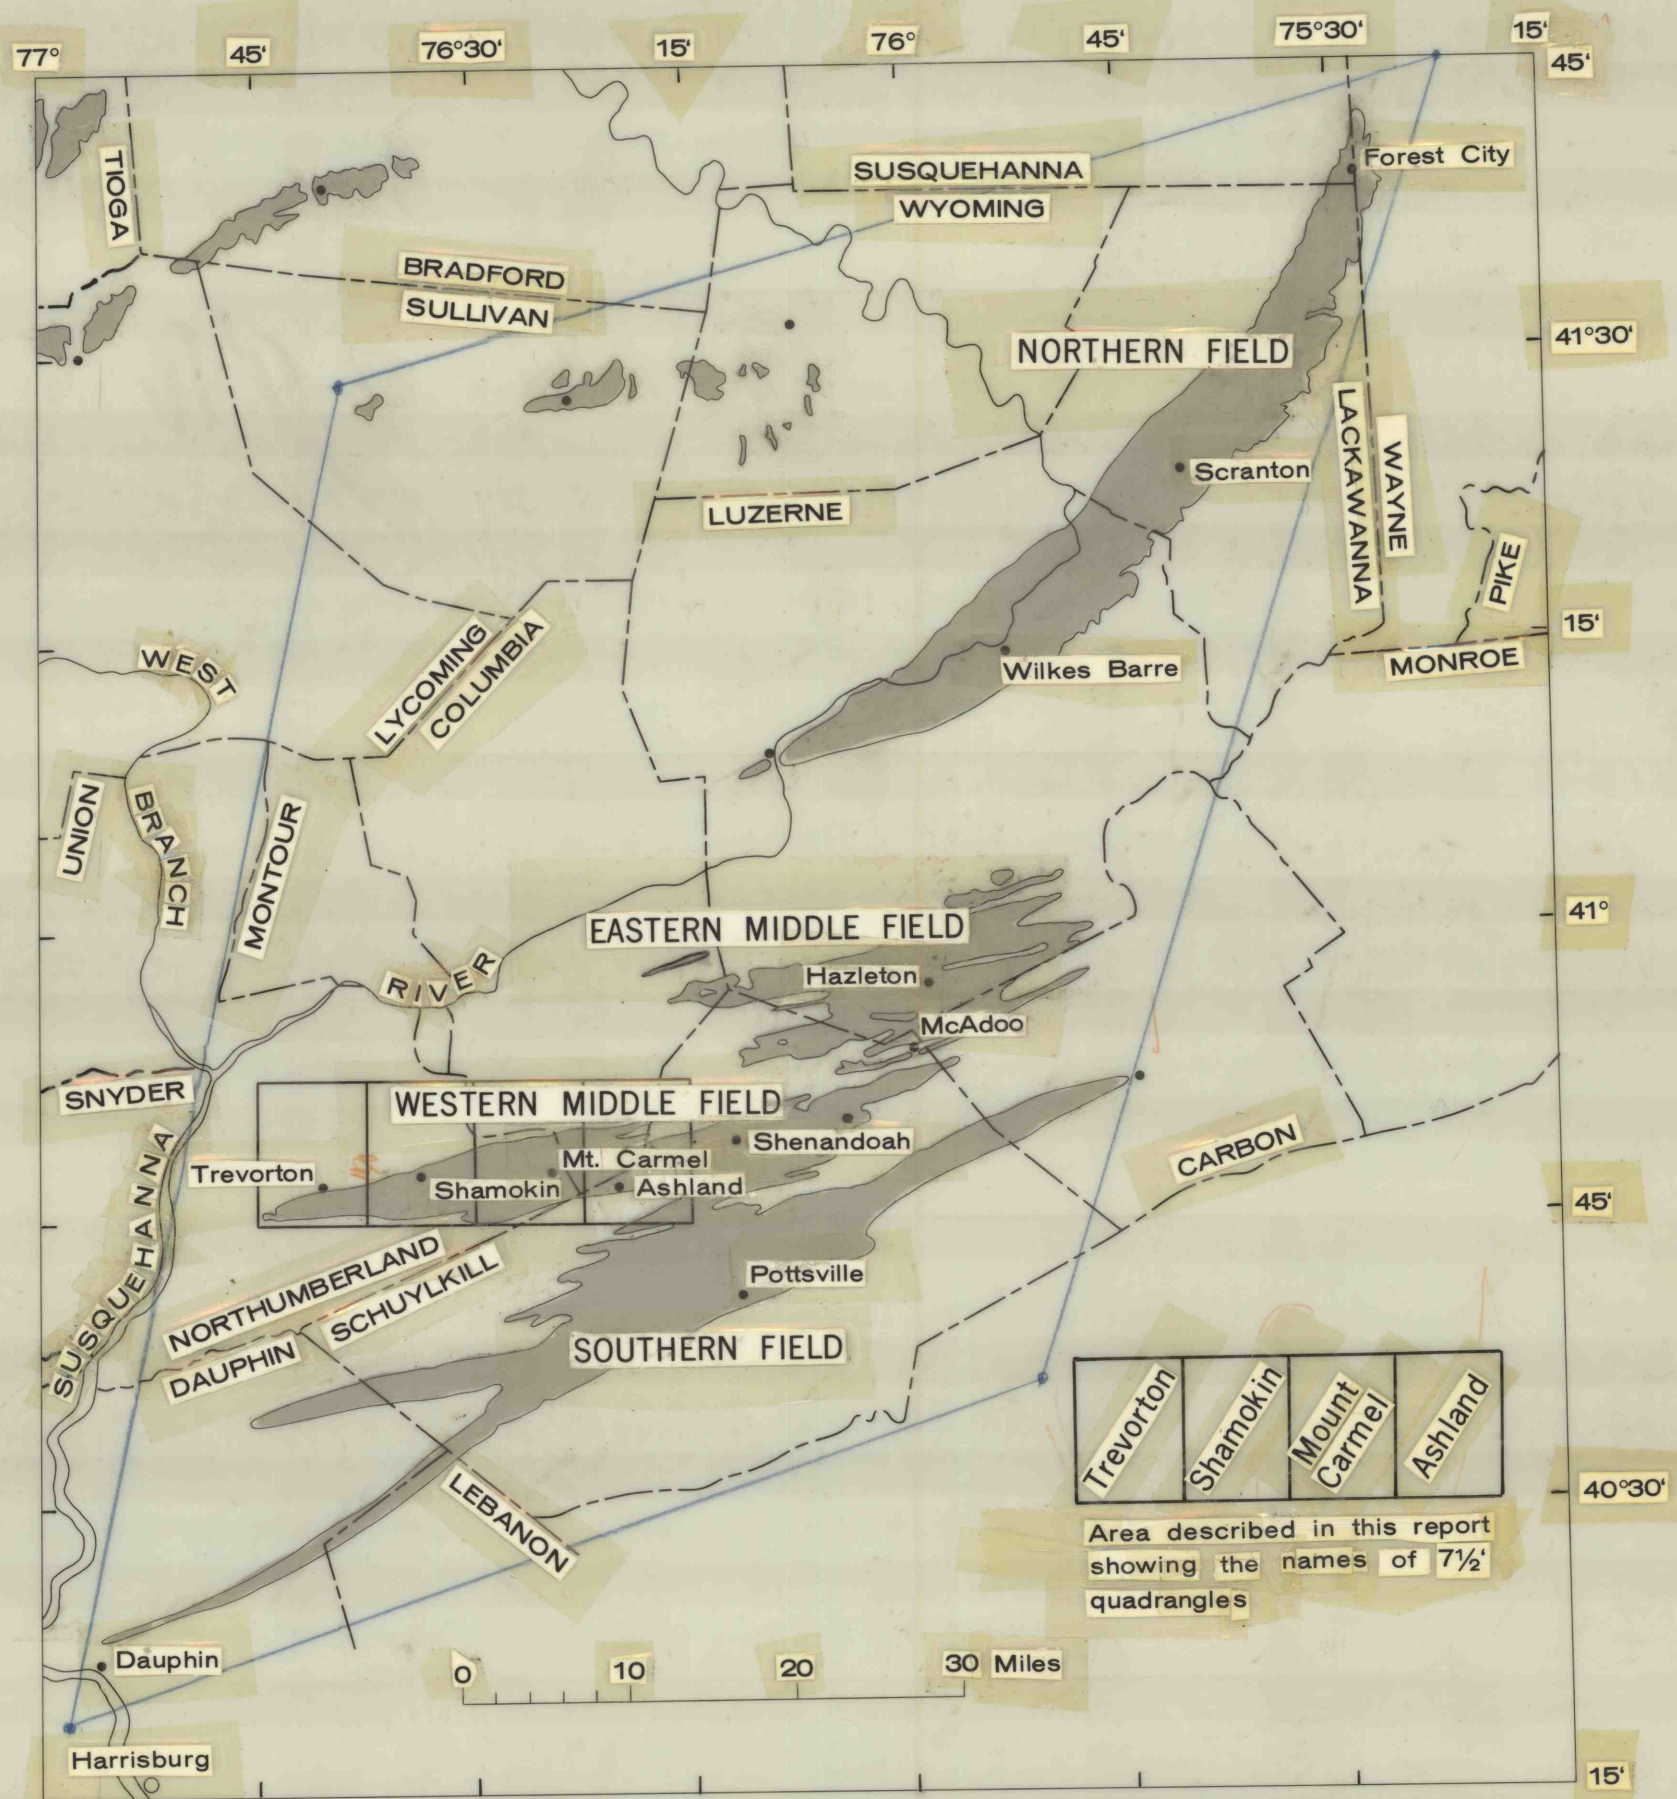 77°
45'
76°30'
15'
76°
45'
75°30'
15'
45'
TIOGA
SUSQUEHANNA
WYOMING
Forest City
BRADFORD
SULLIVAN
41°30'
NORTHERN FIELD
LACKAWANNA
WAYNE
Scranton
LUZERNE
PIKE
15'
MONROE
WEST
LYCOMING
COLUMBIA
Wilkes Barre
UNION
BRANCH
MONTOUR
41°
EASTERN MIDDLE FIELD
RIVER
Hazleton
McAdoo
SNYDER
WESTERN MIDDLE FIELD
Shenandoah
CARBON
Trevorton
Mt. Carmel
Shamokin
Ashland
45'
SUSQUEHANNA
NORTHUMBERLAND
SCHUYLKILL
Pottsville
DAUPHIN
SOUTHERN FIELD
Trevorton
Shamokin
Mount
Carmel
Ashland
40°30'
LEBANON
Area described in this report
showing the names of 7½'
quadrangles
Dauphin
0 10 20 30 Miles
Harrisburg
15'